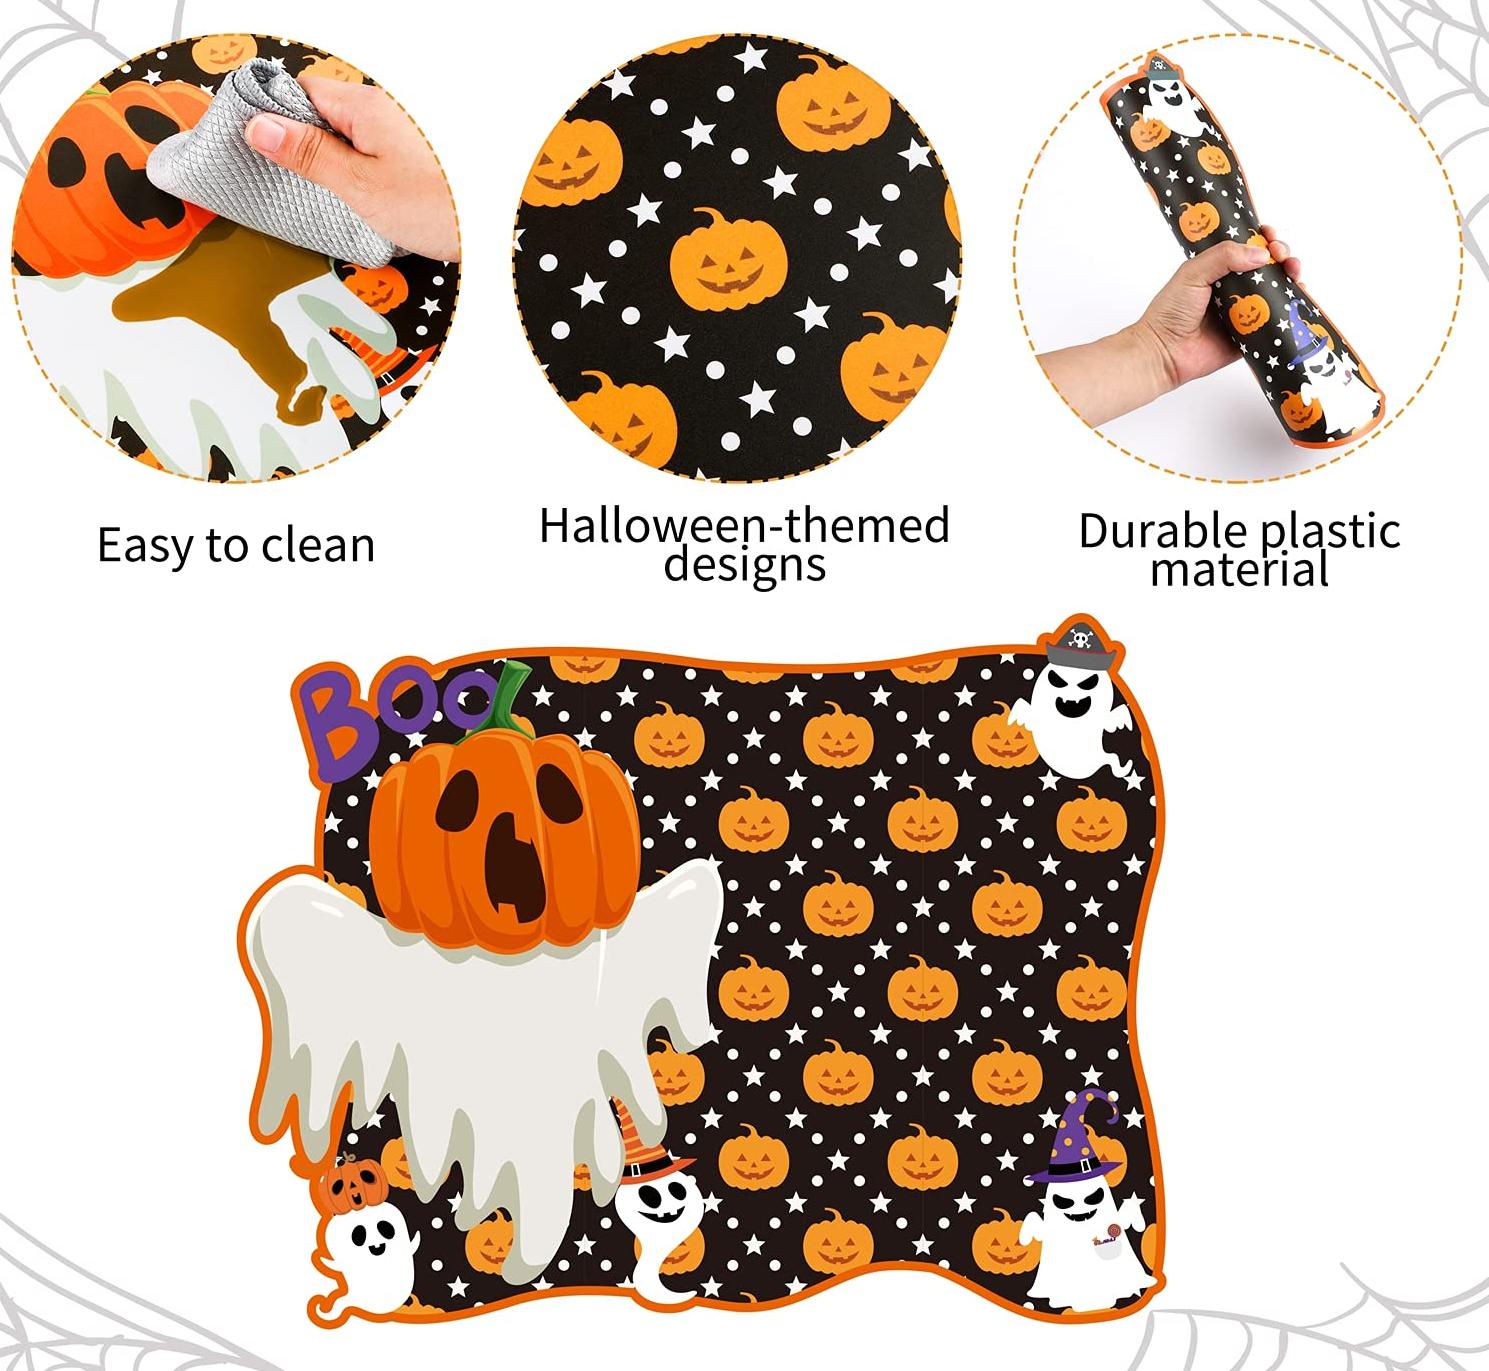 Easy to clean
Halloween-themed
designs
Durable plastic
material
Boo